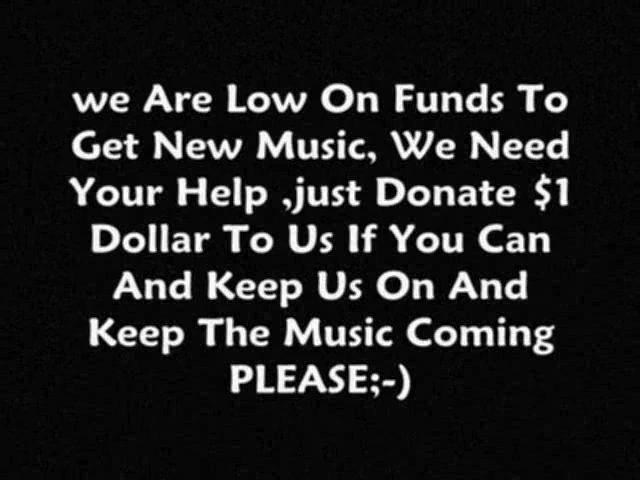 we Are Low On Funds To
Get New Music, We Need
Your Help ,just Donate $1
Dollar To Us If You Can
And Keep Us On And
Keep The Music Coming
PLEASE;-)